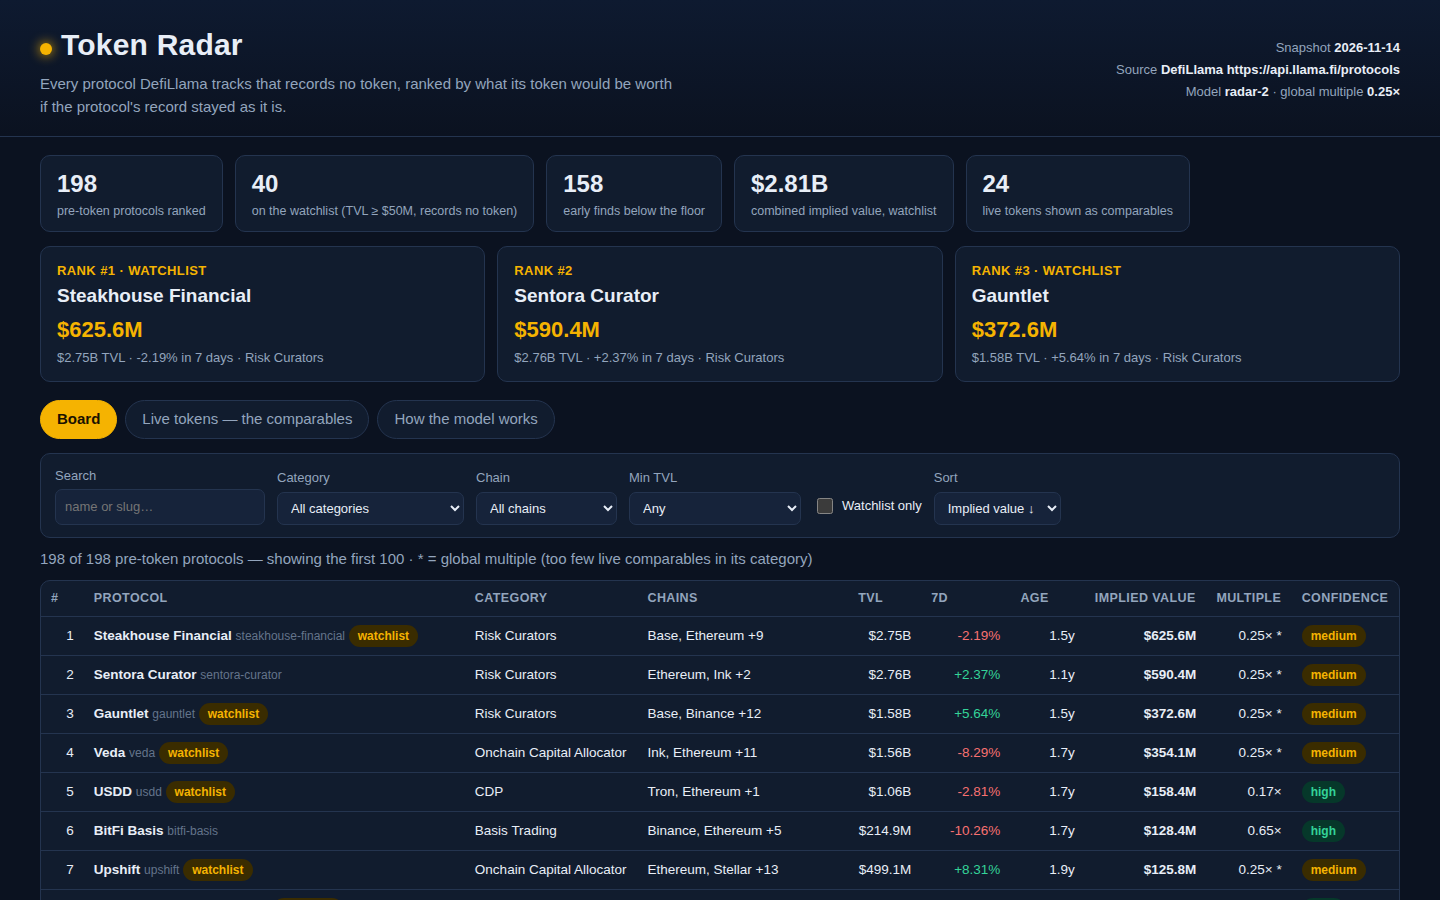 Token Radar
Every protocol DefiLlama tracks that records no token, ranked by what its token would be worth
if the protocol's record stayed as it is.
Snapshot 2026-11-14
Source DefiLlama https://api.llama.fi/protocols
Model radar-2 · global multiple 0.25×
198
pre-token protocols ranked
40
on the watchlist (TVL ≥ $50M, records no token)
158
early finds below the floor
$2.81B
combined implied value, watchlist
24
live tokens shown as comparables
RANK #1 · WATCHLIST
Steakhouse Financial
$625.6M
$2.75B TVL · -2.19% in 7 days · Risk Curators
RANK #2
Sentora Curator
$590.4M
$2.76B TVL · +2.37% in 7 days · Risk Curators
RANK #3 · WATCHLIST
Gauntlet
$372.6M
$1.58B TVL · +5.64% in 7 days · Risk Curators
Board Live tokens — the comparables How the model works
Search Category Chain Min TVL Sort
name or slug… All categories All chains Any Watchlist only Implied value ↓
198 of 198 pre-token protocols — showing the first 100 · * = global multiple (too few live comparables in its category)
# PROTOCOL CATEGORY CHAINS TVL 7D AGE IMPLIED VALUE MULTIPLE CONFIDENCE
1 Steakhouse Financial steakhouse-financial watchlist Risk Curators Base, Ethereum +9 $2.75B -2.19% 1.5y $625.6M 0.25× * medium
2 Sentora Curator sentora-curator Risk Curators Ethereum, Ink +2 $2.76B +2.37% 1.1y $590.4M 0.25× * medium
3 Gauntlet gauntlet watchlist Risk Curators Base, Binance +12 $1.58B +5.64% 1.5y $372.6M 0.25× * medium
4 Veda veda watchlist Onchain Capital Allocator Ink, Ethereum +11 $1.56B -8.29% 1.7y $354.1M 0.25× * medium
5 USDD usdd watchlist CDP Tron, Ethereum +1 $1.06B -2.81% 1.7y $158.4M 0.17× high
6 BitFi Basis bitfi-basis Basis Trading Binance, Ethereum +5 $214.9M -10.26% 1.7y $128.4M 0.65× high
7 Upshift upshift watchlist Onchain Capital Allocator Ethereum, Stellar +13 $499.1M +8.31% 1.9y $125.8M 0.25× * medium